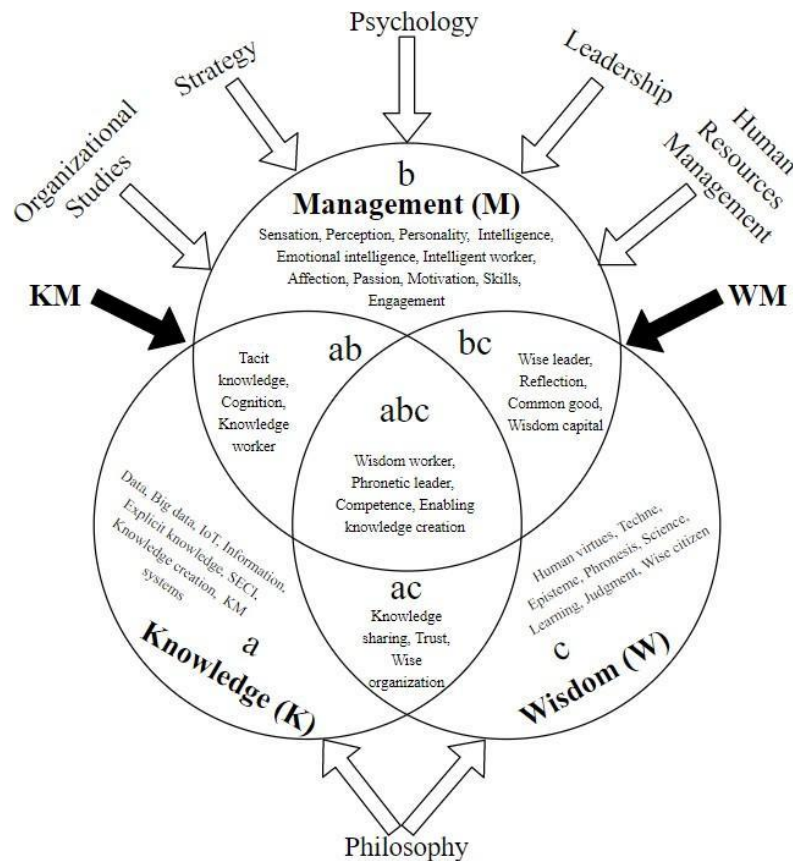 Psychology
Strategy
Leadership
Organizational
Studies
Human
Resources
Management
b
Management (M)
Sensation, Perception, Personality, Intelligence,
Emotional intelligence, Intelligent worker,
Affection, Passion, Motivation, Skills,
Engagement
KM
WM
ab
Tacit
knowledge,
Cognition,
Knowledge
worker
bc
Wise leader,
Reflection,
Common good,
Wisdom capital
abc
Wisdom worker,
Phronetic leader,
Competence, Enabling
knowledge creation
Data, Big data, IoT, Information,
Explicit knowledge, SECI,
Knowledge creation, KM
systems
a
Knowledge (K)
Human virtues, Techne,
Episteme, Phronesis, Science,
Learning, Judgment, Wise citizen
c
Wisdom (W)
ac
Knowledge
sharing, Trust,
Wise
organization
Philosophy